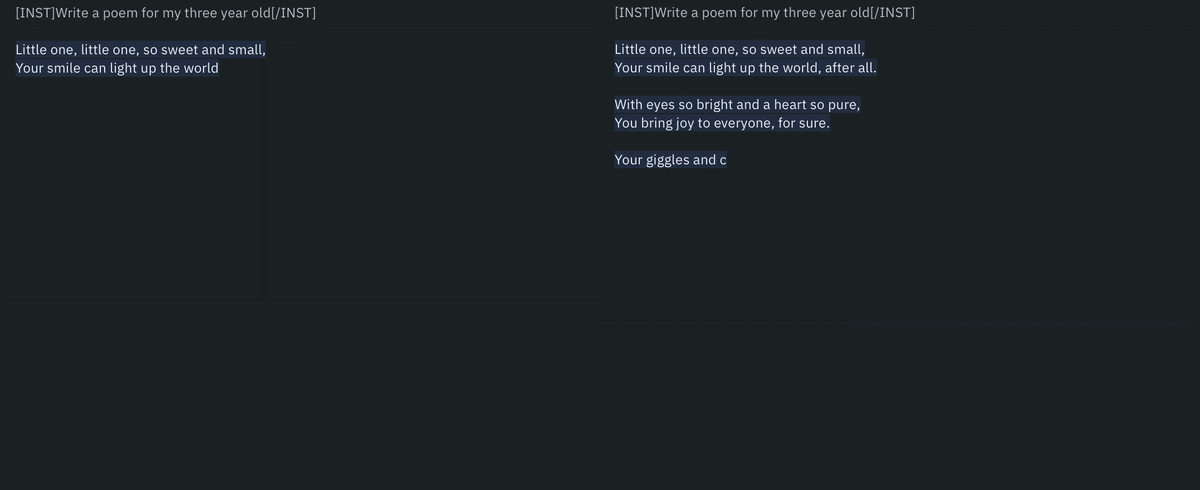 [INST]Write a poem for my three year old[/INST]
Little one, little one, so sweet and small,
Your smile can light up the world
[INST]Write a poem for my three year old[/INST]
Little one, little one, so sweet and small,
Your smile can light up the world, after all.
With eyes so bright and a heart so pure,
You bring joy to everyone, for sure.
Your giggles and c